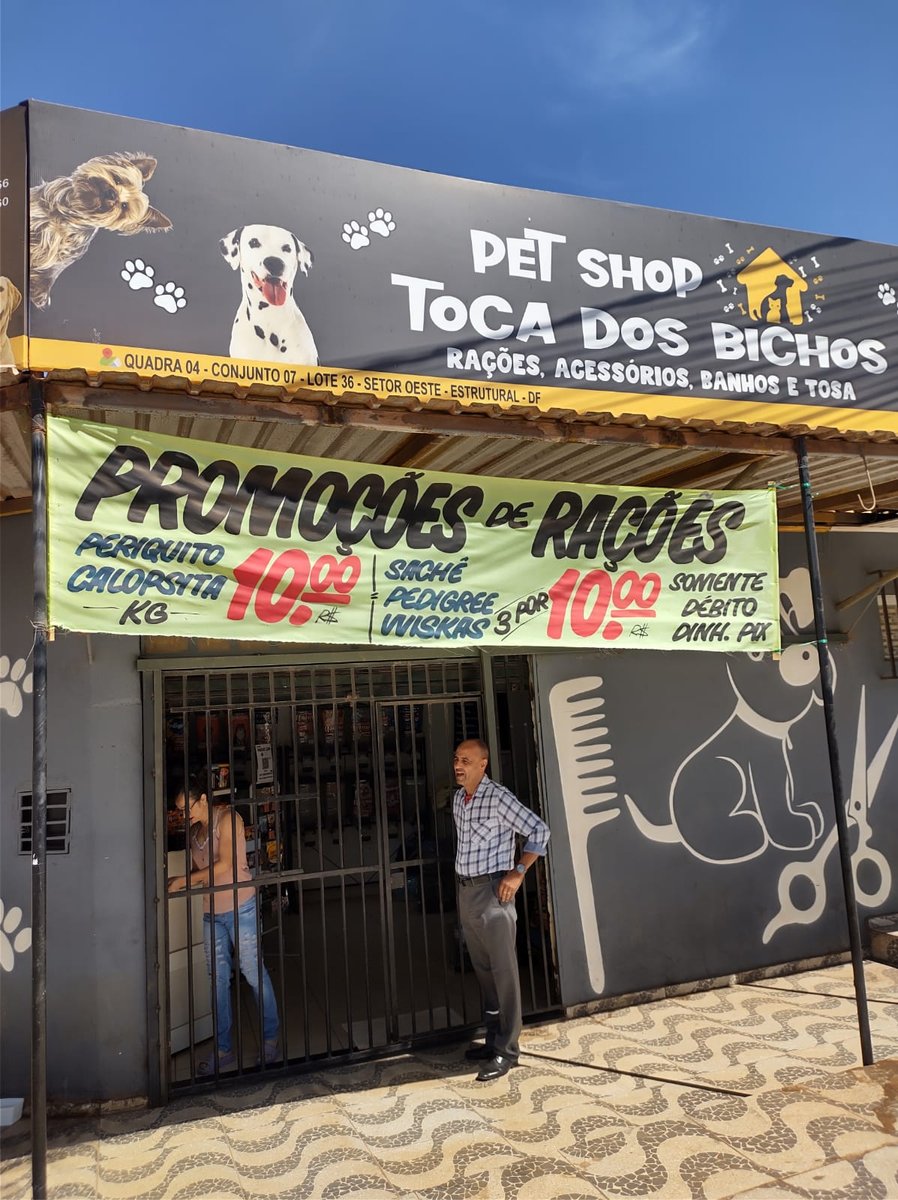 PET SHOP
TOCA DOS BICHOS
RAÇÕES, ACESSÓRIOS, BANHOS E TOSA
QUADRA 04 - CONJUNTO 07 - LOTE 36 - SETOR OESTE - ESTRUTURAL - DF
PROMOÇÕES DE RAÇÕES
PERIQUITO
CALOPSITA
KG
10.00
R$
SACHÊ
PEDIGREE
WISKAS
3 POR
10.00
R$
SOMENTE
DÉBITO
DINH. PIX